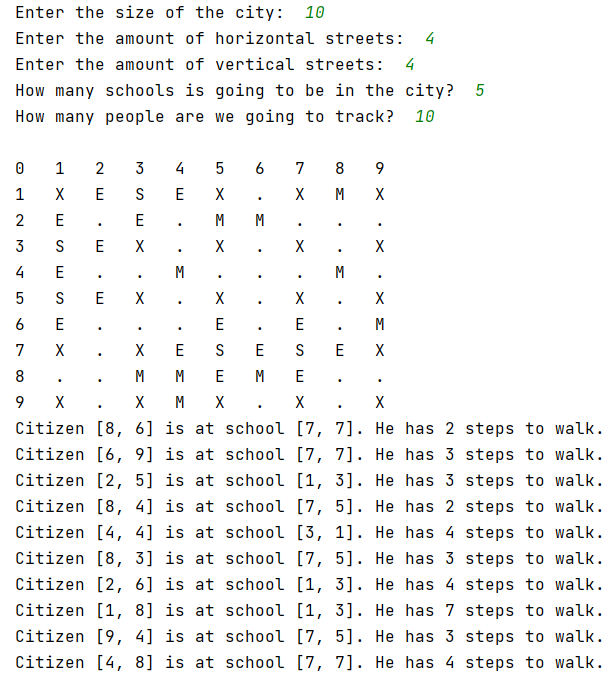 Enter the size of the city:  10
Enter the amount of horizontal streets:  4
Enter the amount of vertical streets:  4
How many schools is going to be in the city?  5
How many people are we going to track?  10
0   1   2   3   4   5   6   7   8   9
1   X   E   S   E   X   .   X   M   X
2   E   .   E   .   M   M   .   .   .
3   S   E   X   .   X   .   X   .   X
4   E   .   .   M   .   .   .   M   .
5   S   E   X   .   X   .   X   .   X
6   E   .   .   .   E   .   E   .   M
7   X   .   X   E   S   E   S   E   X
8   .   .   M   M   E   M   E   .   .
9   X   .   X   M   X   .   X   .   X
Citizen [8, 6] is at school [7, 7]. He has 2 steps to walk.
Citizen [6, 9] is at school [7, 7]. He has 3 steps to walk.
Citizen [2, 5] is at school [1, 3]. He has 3 steps to walk.
Citizen [8, 4] is at school [7, 5]. He has 2 steps to walk.
Citizen [4, 4] is at school [3, 1]. He has 4 steps to walk.
Citizen [8, 3] is at school [7, 5]. He has 3 steps to walk.
Citizen [2, 6] is at school [1, 3]. He has 4 steps to walk.
Citizen [1, 8] is at school [1, 3]. He has 7 steps to walk.
Citizen [9, 4] is at school [7, 5]. He has 3 steps to walk.
Citizen [4, 8] is at school [7, 7]. He has 4 steps to walk.